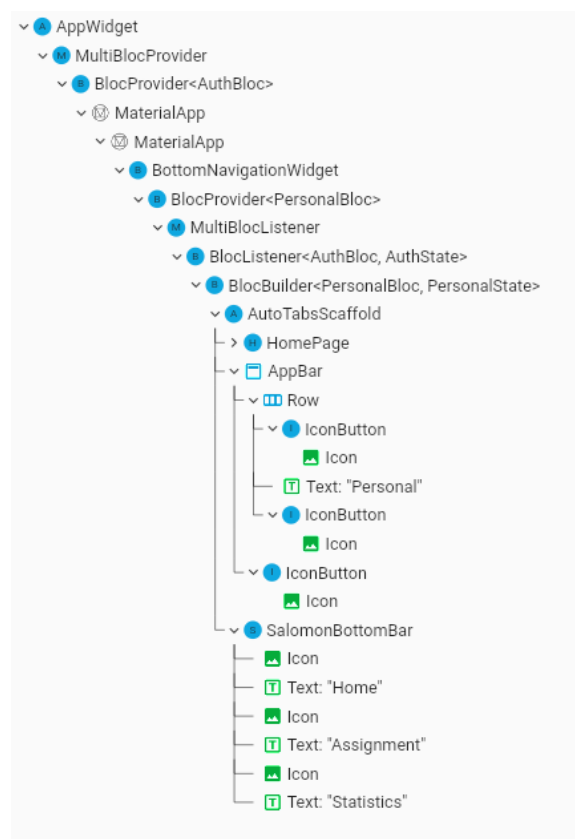 A AppWidget
M MultiBlocProvider
B BlocProvider<AuthBloc>
M MaterialApp
M MaterialApp
B BottomNavigationWidget
B BlocProvider<PersonalBloc>
M MultiBlocListener
B BlocListener<AuthBloc, AuthState>
B BlocBuilder<PersonalBloc, PersonalState>
A AutoTabsScaffold
H HomePage
AppBar
Row
I IconButton
Icon
T Text: "Personal"
I IconButton
Icon
I IconButton
Icon
S SalomonBottomBar
Icon
T Text: "Home"
Icon
T Text: "Assignment"
Icon
T Text: "Statistics"